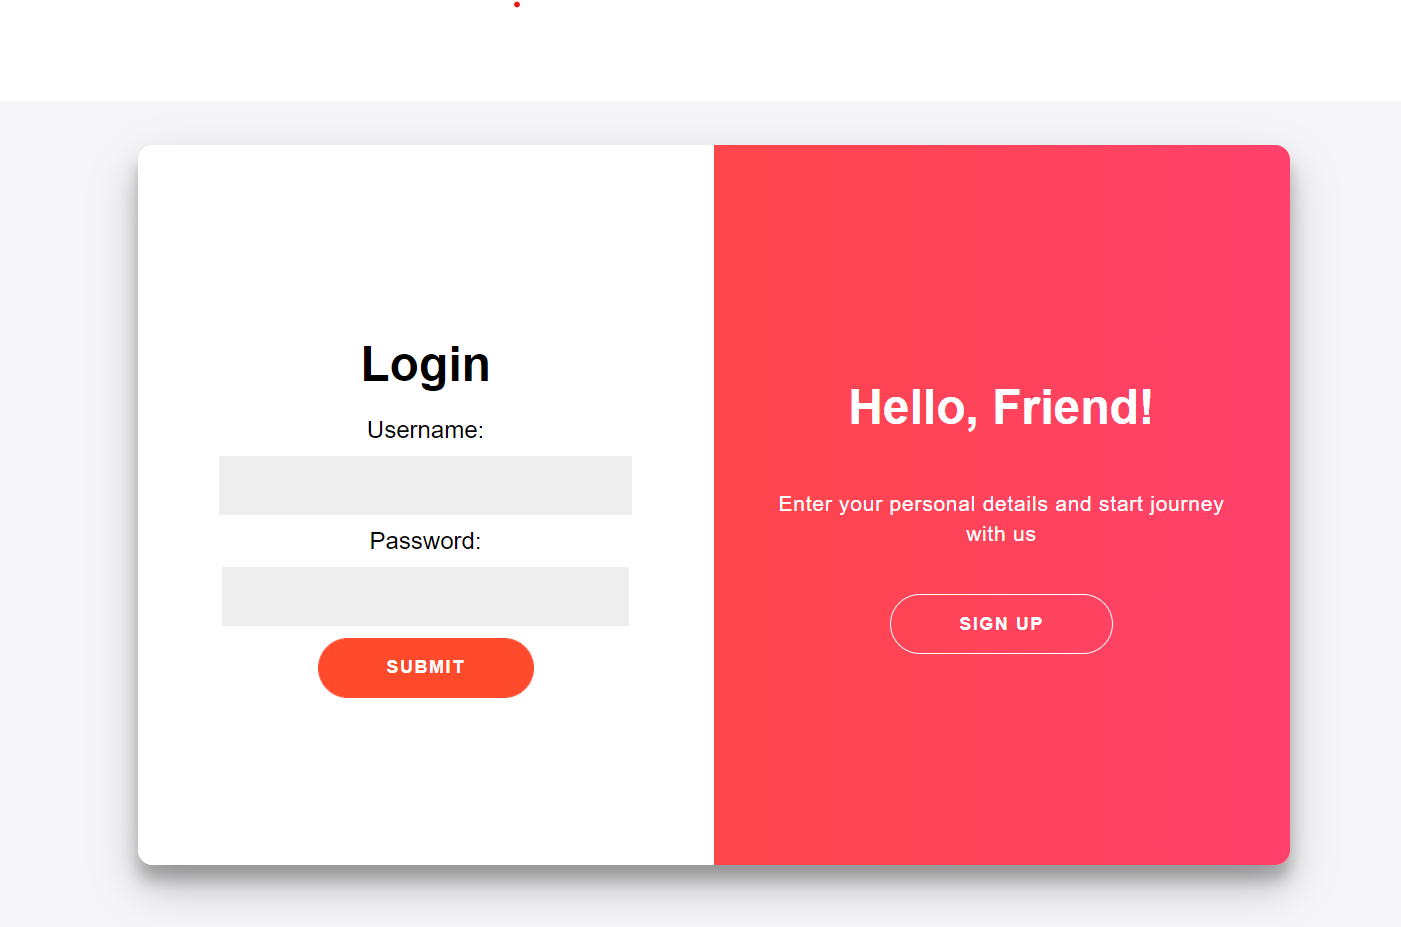 Login
Username:
Password:
SUBMIT
Hello, Friend!
Enter your personal details and start journey
with us
SIGN UP